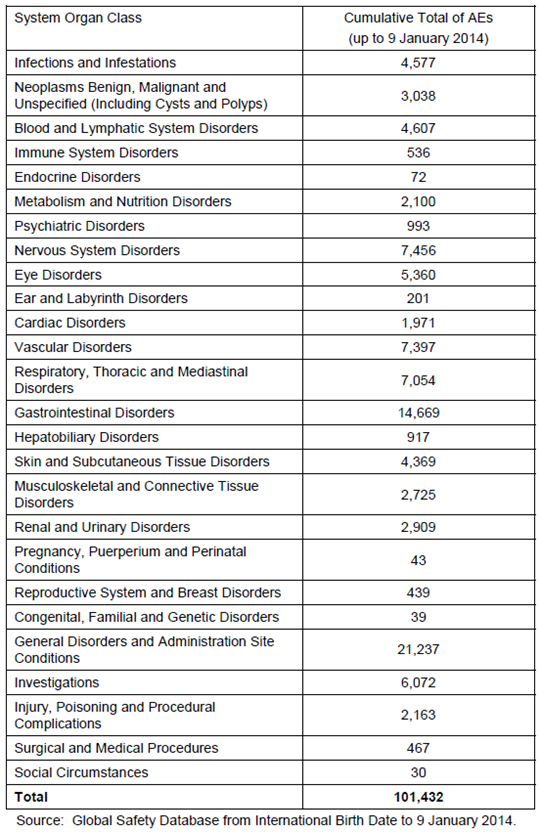 System Organ Class
Cumulative Total of AEs
(up to 9 January 2014)
Infections and Infestations
4,577
Neoplasms Benign, Malignant and
Unspecified (Including Cysts and Polyps)
3,038
Blood and Lymphatic System Disorders
4,607
Immune System Disorders
536
Endocrine Disorders
72
Metabolism and Nutrition Disorders
2,100
Psychiatric Disorders
993
Nervous System Disorders
7,456
Eye Disorders
5,360
Ear and Labyrinth Disorders
201
Cardiac Disorders
1,971
Vascular Disorders
7,397
Respiratory, Thoracic and Mediastinal
Disorders
7,054
Gastrointestinal Disorders
14,669
Hepatobiliary Disorders
917
Skin and Subcutaneous Tissue Disorders
4,369
Musculoskeletal and Connective Tissue
Disorders
2,725
Renal and Urinary Disorders
2,909
Pregnancy, Puerperium and Perinatal
Conditions
43
Reproductive System and Breast Disorders
439
Congenital, Familial and Genetic Disorders
39
General Disorders and Administration Site
Conditions
21,237
Investigations
6,072
Injury, Poisoning and Procedural
Complications
2,163
Surgical and Medical Procedures
467
Social Circumstances
30
Total
101,432
Source: Global Safety Database from International Birth Date to 9 January 2014.